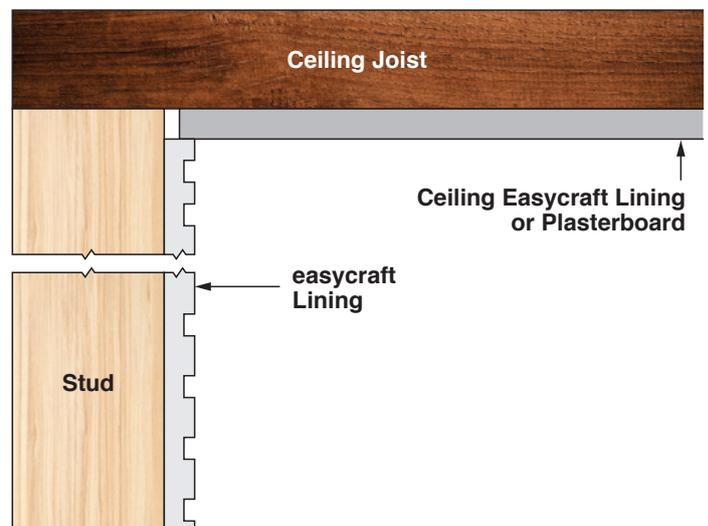 Ceiling Joist
Ceiling Easycraft Lining
or Plasterboard
easycraft
Lining
Stud